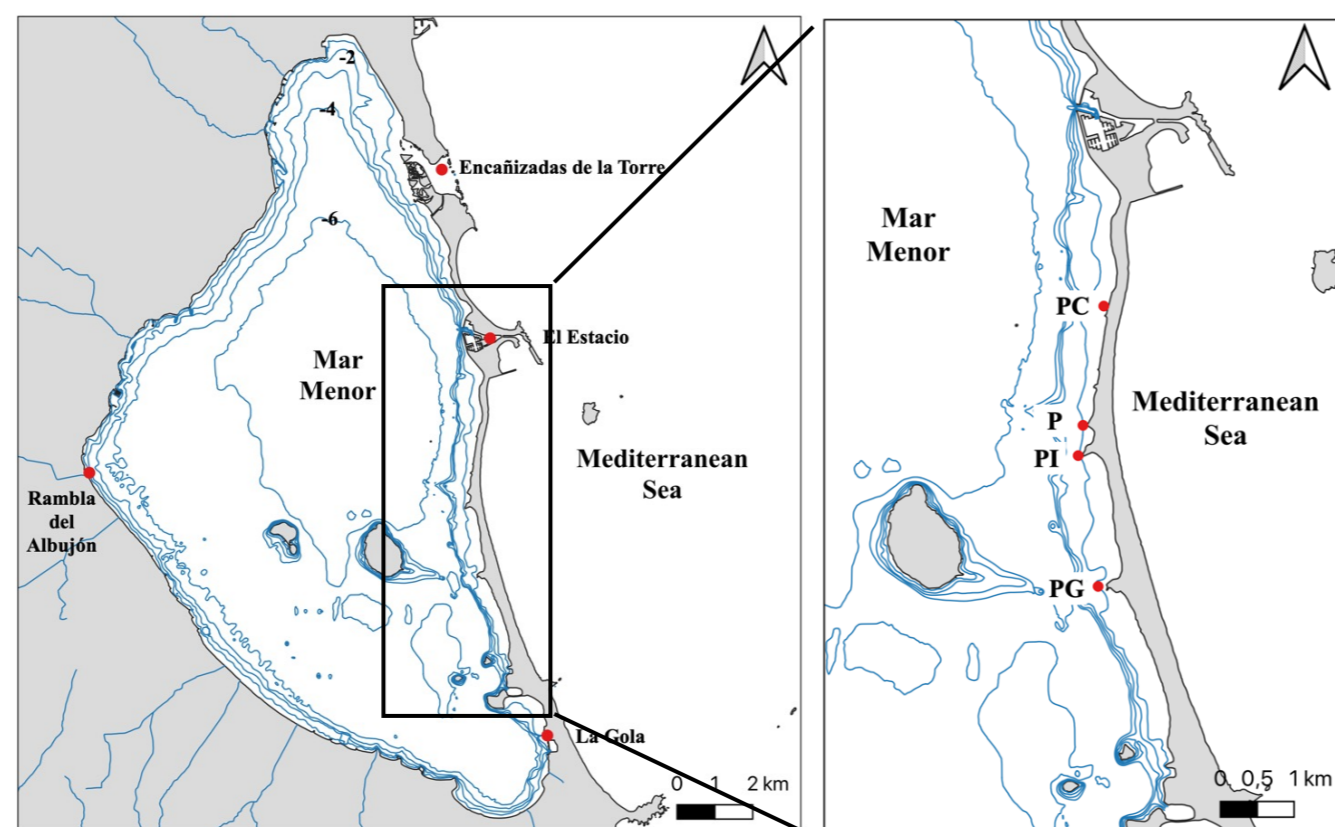 -2
-4
Encañizadas de la Torre
-6
El Estacio
Mar
Menor
Mediterranean
Sea
Rambla
del
Albujón
La Gola
0 1 2 km
Mar
Menor
PC
Mediterranean
Sea
P
PI
PG
0 0,5 1 km